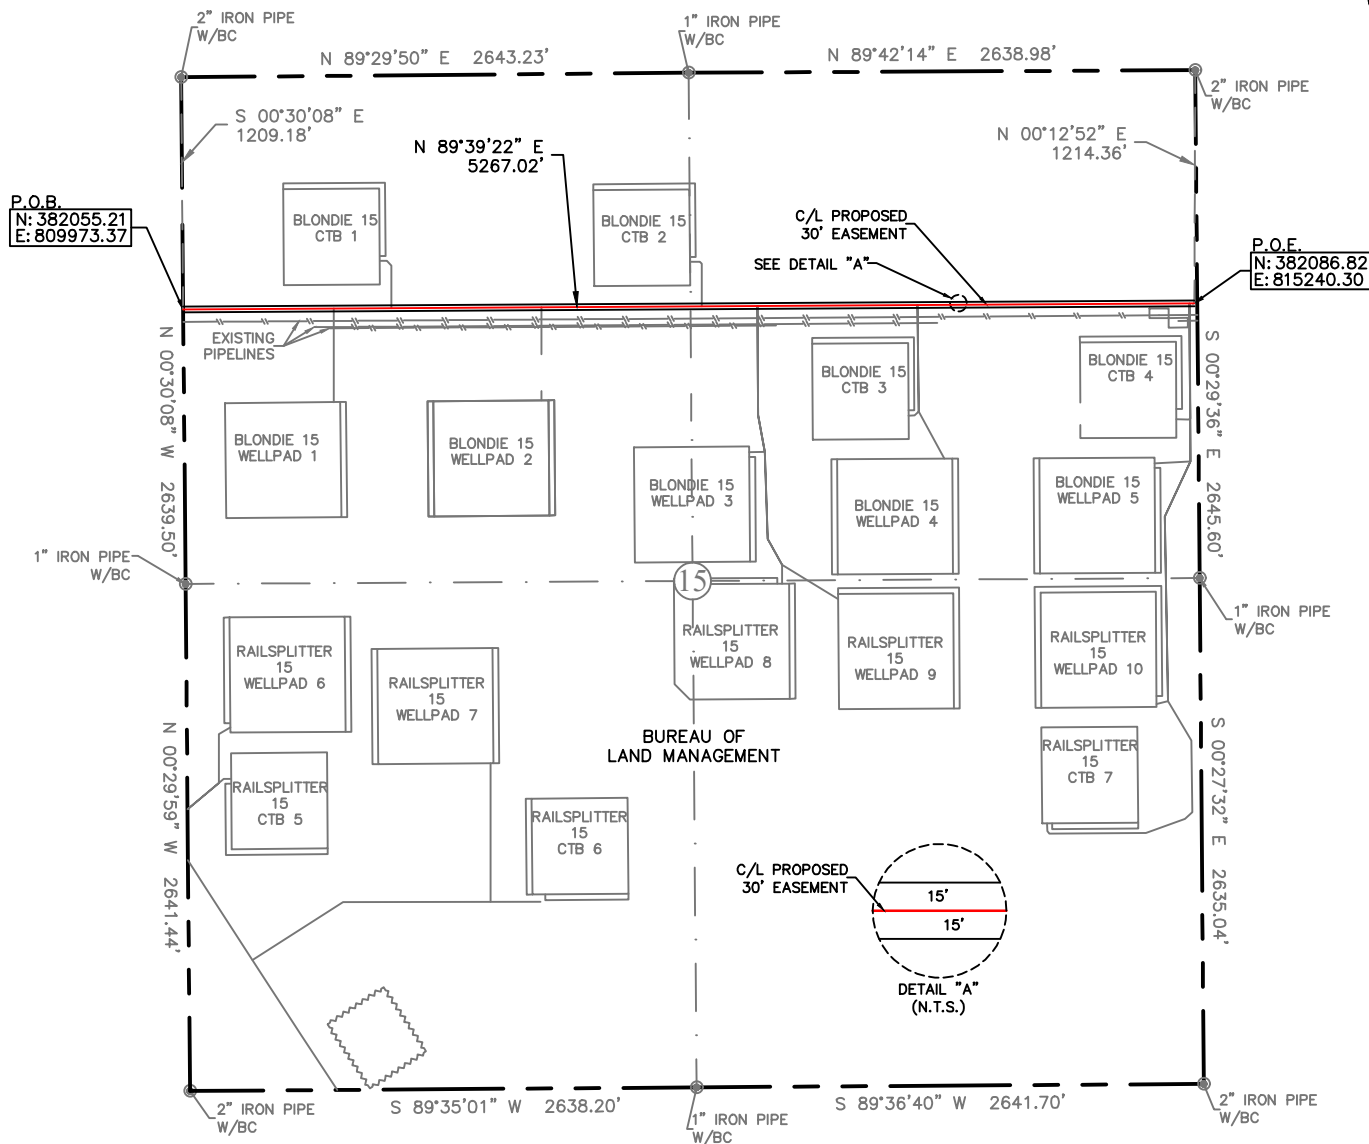 2” IRON PIPE
W/BC
1” IRON PIPE
W/BC
N 89°29'50” E 2643.23'
N 89°42'14” E 2638.98'
2” IRON PIPE
W/BC
S 00°30'08” E
1209.18'
N 89°39'22” E
5267.02'
N 00°12'52” E
1214.36'
P.O.B.
N: 382055.21
E: 809973.37
BLONDIE 15
CTB 1
BLONDIE 15
CTB 2
C/L PROPOSED
30' EASEMENT
SEE DETAIL "A"
P.O.E.
N: 382086.82
E: 815240.30
EXISTING
PIPELINES
N 00°30'08” W 2639.50'
BLONDIE 15
CTB 3
BLONDIE 15
CTB 4
S 00°29'36” E 2645.60'
BLONDIE 15
WELLPAD 1
BLONDIE 15
WELLPAD 2
BLONDIE 15
WELLPAD 3
BLONDIE 15
WELLPAD 4
BLONDIE 15
WELLPAD 5
1” IRON PIPE
W/BC
15
1” IRON PIPE
W/BC
RAILSPLITTER
15
WELLPAD 6
RAILSPLITTER
15
WELLPAD 7
RAILSPLITTER
15
WELLPAD 8
RAILSPLITTER
15
WELLPAD 9
RAILSPLITTER
15
WELLPAD 10
BUREAU OF
LAND MANAGEMENT
N 00°29'59” W 2641.44'
RAILSPLITTER
15
CTB 5
RAILSPLITTER
15
CTB 6
RAILSPLITTER
15
CTB 7
S 00°27'32” E 2635.04'
C/L PROPOSED
30' EASEMENT
15'
15'
DETAIL "A"
(N.T.S.)
2” IRON PIPE
W/BC
S 89°35'01” W 2638.20'
1” IRON PIPE
W/BC
S 89°36'40” W 2641.70'
2” IRON PIPE
W/BC